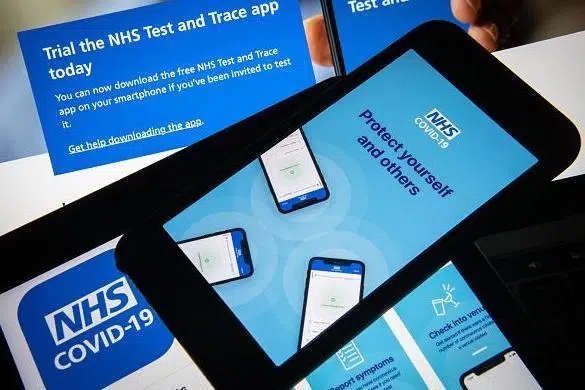 Trial the NHS Test and Trace app
today
You can now download the free NHS Test and Trace
app on your smartphone if you've been invited to test
it.
Get help downloading the app.
Test and
NHS
COVID-19
Protect yourself
and others
NHS
COVID-19
Report symptoms
Check into